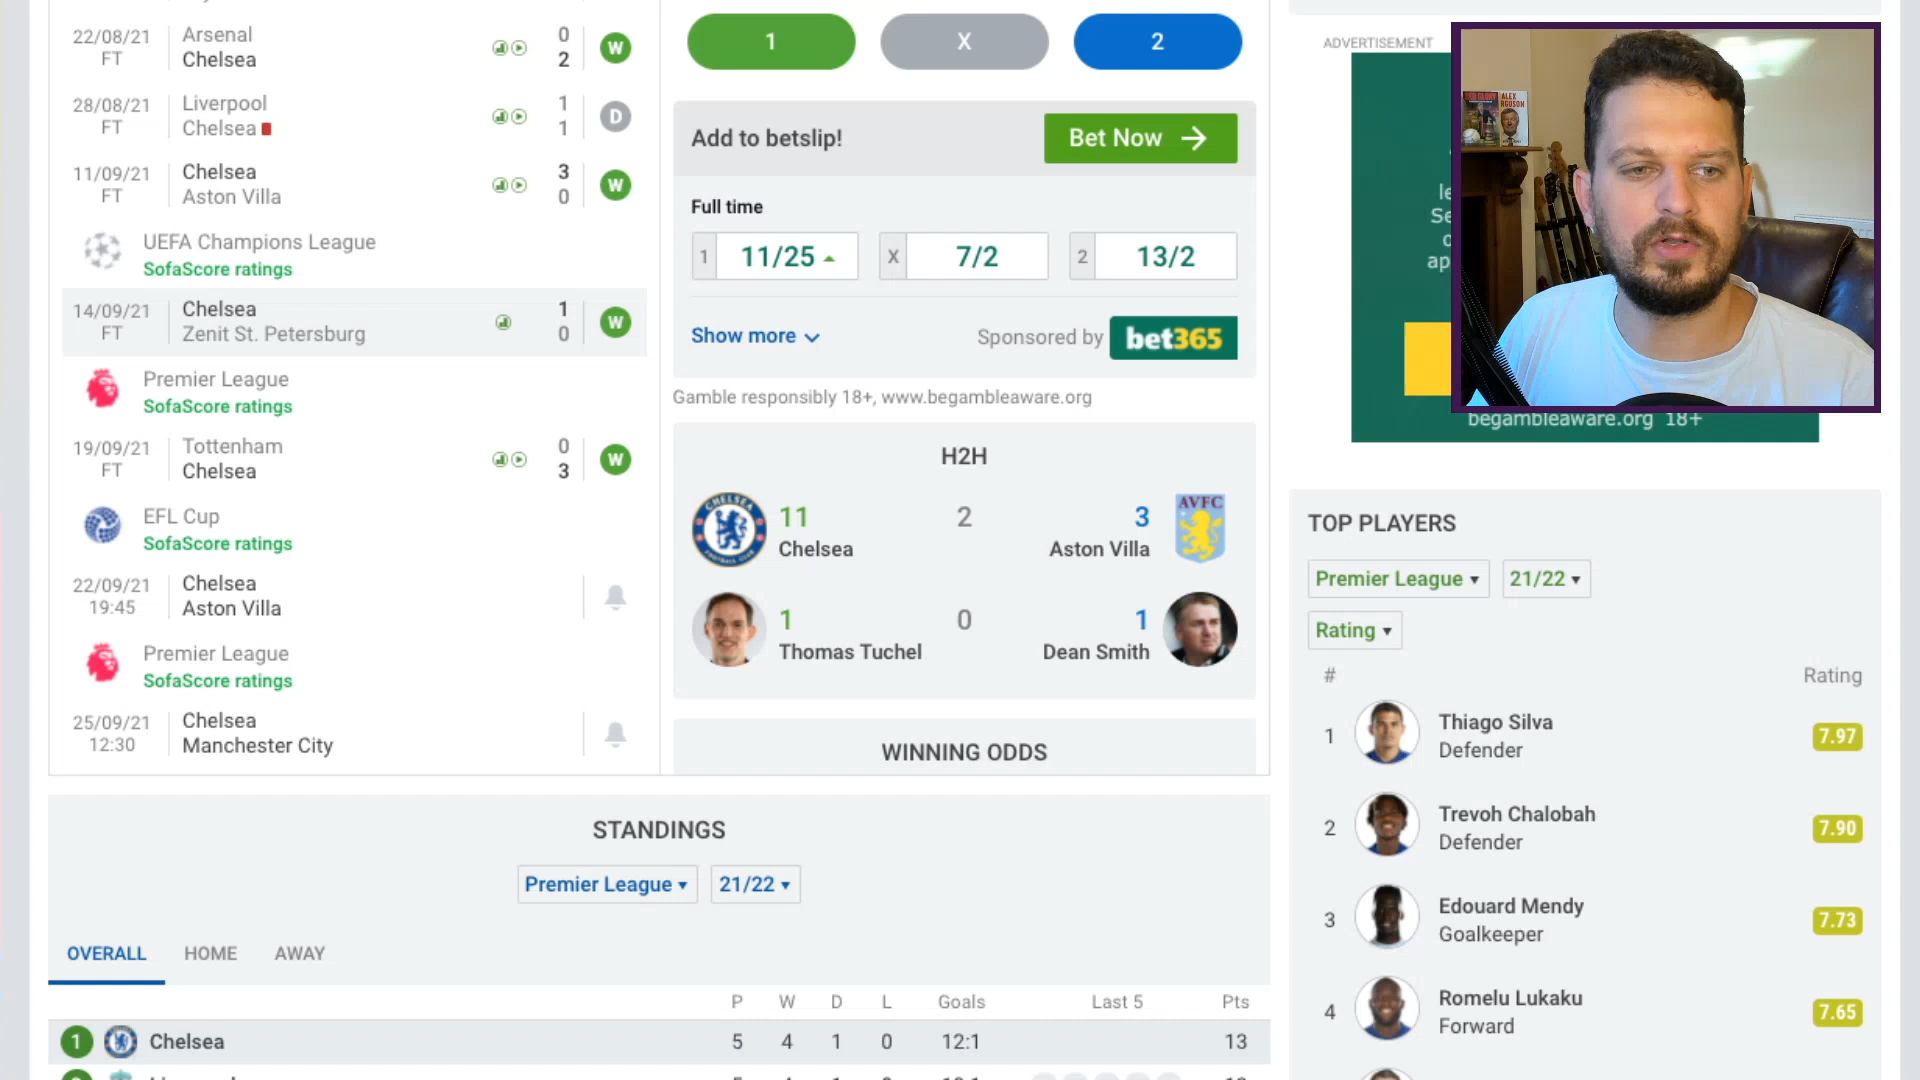 22/08/21
FT
Arsenal
Chelsea
0
2
W
28/08/21
FT
Liverpool
Chelsea
1
1
D
11/09/21
FT
Chelsea
Aston Villa
3
0
W
UEFA Champions League
SofaScore ratings
14/09/21
FT
Chelsea
Zenit St. Petersburg
1
0
W
Premier League
SofaScore ratings
19/09/21
FT
Tottenham
Chelsea
0
3
W
EFL Cup
SofaScore ratings
22/09/21
19:45
Chelsea
Aston Villa
Premier League
SofaScore ratings
25/09/21
12:30
Chelsea
Manchester City
1
X
2
Add to betslip!
Bet Now
Full time
1
11/25
X
7/2
2
13/2
Show more
Sponsored by
bet365
Gamble responsibly 18+, www.begambleaware.org
H2H
CHELSEA
11
Chelsea
2
3
Aston Villa
AVFC
1
Thomas Tuchel
0
1
Dean Smith
WINNING ODDS
STANDINGS
Premier League
21/22
OVERALL
HOME
AWAY
P
W
D
L
Goals
Last 5
Pts
1
Chelsea
5
4
1
0
12:1
13
ADVERTISEMENT
ALEX
begambleaware.org 18+
TOP PLAYERS
Premier League
21/22
Rating
#
Rating
1
Thiago Silva
Defender
7.97
2
Trevoh Chalobah
Defender
7.90
3
Edouard Mendy
Goalkeeper
7.73
4
Romelu Lukaku
Forward
7.65